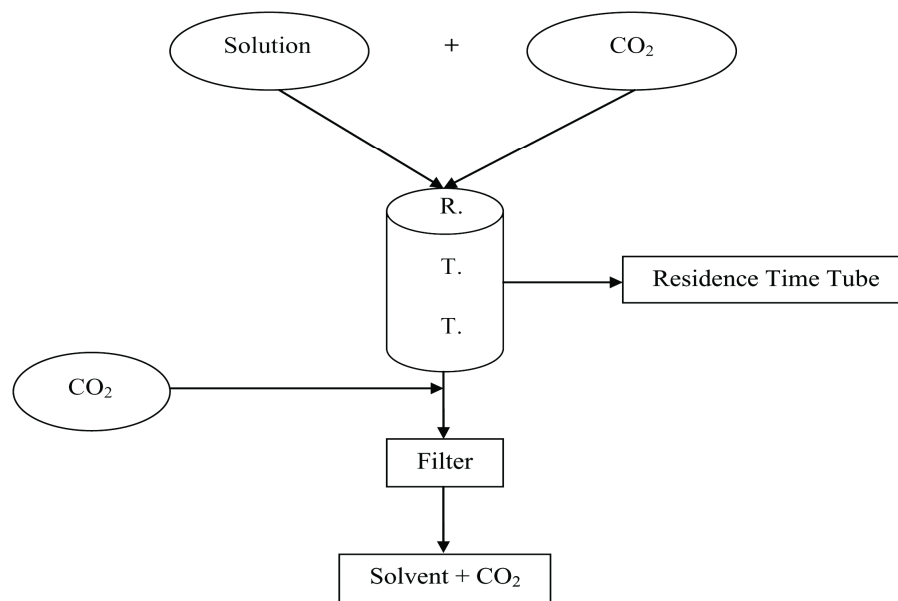 Solution + CO₂
R.
T.
T.
Residence Time Tube
CO₂
Filter
Solvent + CO₂